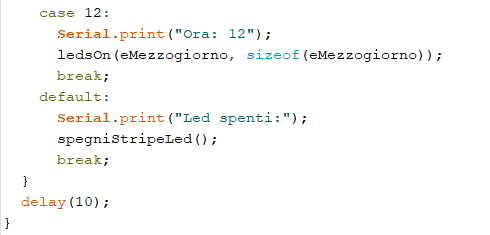 case 12:
Serial.print("Ora: 12");
ledsOn(eMezzogiorno, sizeof(eMezzogiorno));
break;
default:
Serial.print("Led spenti:");
spegniStripeLed();
break;
}
delay(10);
}